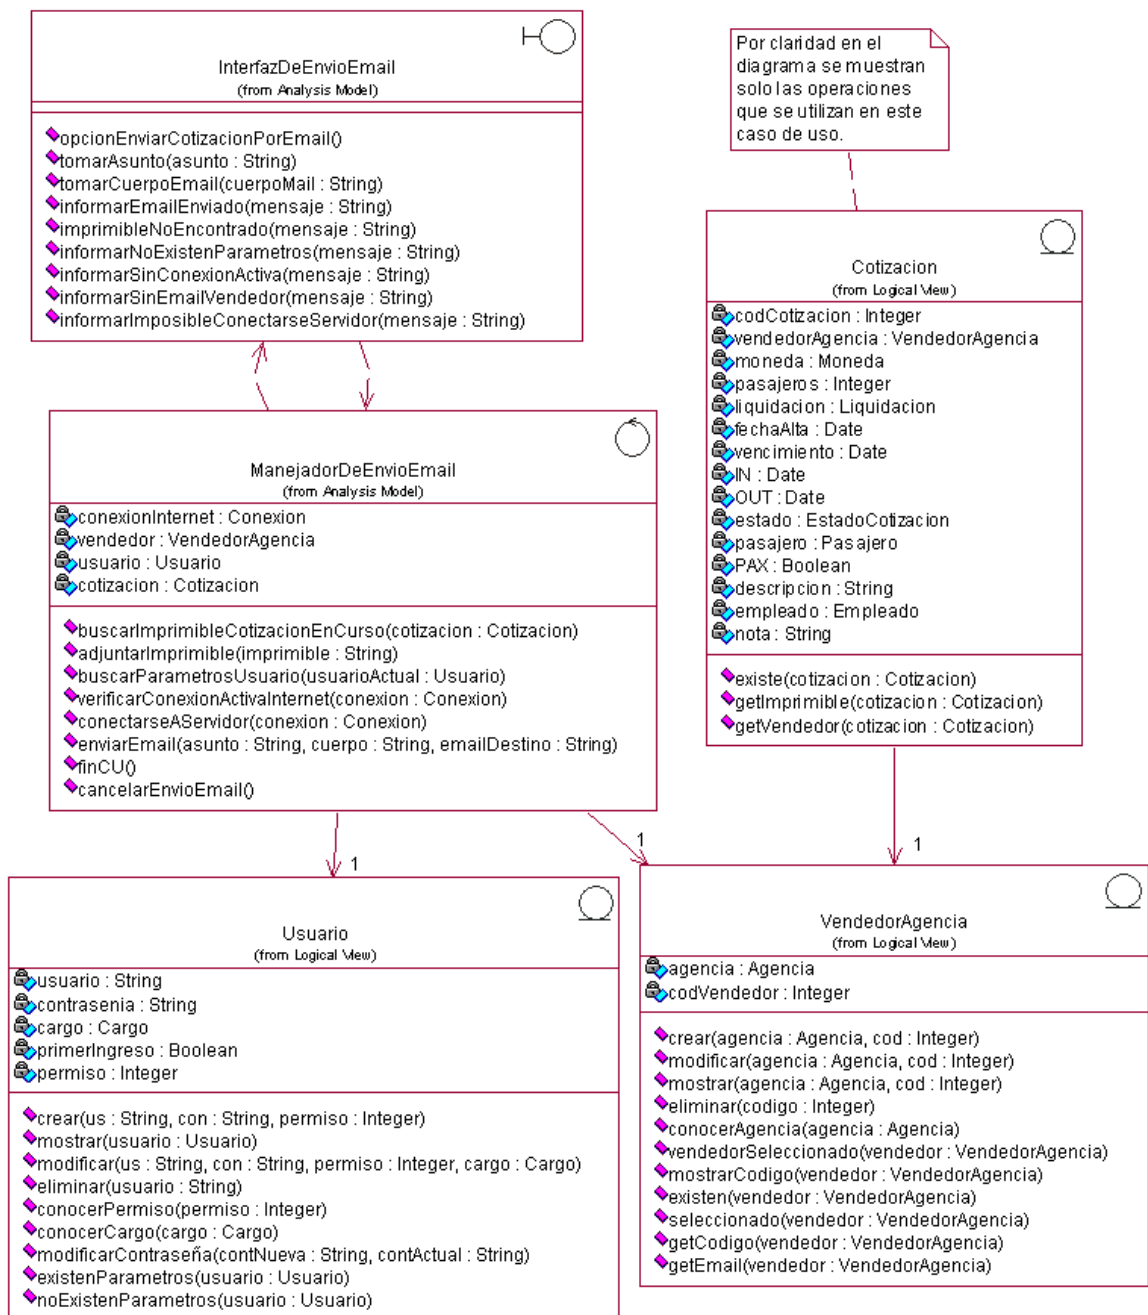 InterfazDeEnvioEmail
(from Analysis Model)
opcionEnviarCotizacionPorEmail()
tomarAsunto(asunto : String)
tomarCuerpoEmail(cuerpoMail : String)
informarEmailEnviado(mensaje : String)
imprimibleNoEncontrado(mensaje : String)
informarNoExistenParametros(mensaje : String)
informarSinConexionActiva(mensaje : String)
informarSinEmailVendedor(mensaje : String)
informarImposibleConectarseServidor(mensaje : String)
Por claridad en el
diagrama se muestran
solo las operaciones
que se utilizan en este
caso de uso.
Cotizacion
(from Logical View)
codCotizacion : Integer
vendedorAgencia : VendedorAgencia
moneda : Moneda
pasajeros : Integer
liquidacion : Liquidacion
fechaAlta : Date
vencimiento : Date
IN : Date
OUT : Date
estado : EstadoCotizacion
pasajero : Pasajero
PAX : Boolean
descripcion : String
empleado : Empleado
nota : String
existe(cotizacion : Cotizacion)
getImprimible(cotizacion : Cotizacion)
getVendedor(cotizacion : Cotizacion)
ManejadorDeEnvioEmail
(from Analysis Model)
conexionInternet : Conexion
vendedor : VendedorAgencia
usuario : Usuario
cotizacion : Cotizacion
buscarImprimibleCotizacionEnCurso(cotizacion : Cotizacion)
adjuntarImprimible(imprimible : String)
buscarParametrosUsuario(usuarioActual : Usuario)
verificarConexionActivaInternet(conexion : Conexion)
conectarseAServidor(conexion : Conexion)
enviarEmail(asunto : String, cuerpo : String, emailDestino : String)
finCU()
cancelarEnvioEmail()
1
1
1
Usuario
(from Logical View)
usuario : String
contrasenia : String
cargo : Cargo
primerIngreso : Boolean
permiso : Integer
crear(us : String, con : String, permiso : Integer)
mostrar(usuario : Usuario)
modificar(us : String, con : String, permiso : Integer, cargo : Cargo)
eliminar(usuario : String)
conocerPermiso(permiso : Integer)
conocerCargo(cargo : Cargo)
modificarContraseña(contNueva : String, contActual : String)
existenParametros(usuario : Usuario)
noExistenParametros(usuario : Usuario)
VendedorAgencia
(from Logical View)
agencia : Agencia
codVendedor : Integer
crear(agencia : Agencia, cod : Integer)
modificar(agencia : Agencia, cod : Integer)
mostrar(agencia : Agencia, cod : Integer)
eliminar(codigo : Integer)
conocerAgencia(agencia : Agencia)
vendedorSeleccionado(vendedor : VendedorAgencia)
mostrarCodigo(vendedor : VendedorAgencia)
existen(vendedor : VendedorAgencia)
seleccionado(vendedor : VendedorAgencia)
getCodigo(vendedor : VendedorAgencia)
getEmail(vendedor : VendedorAgencia)